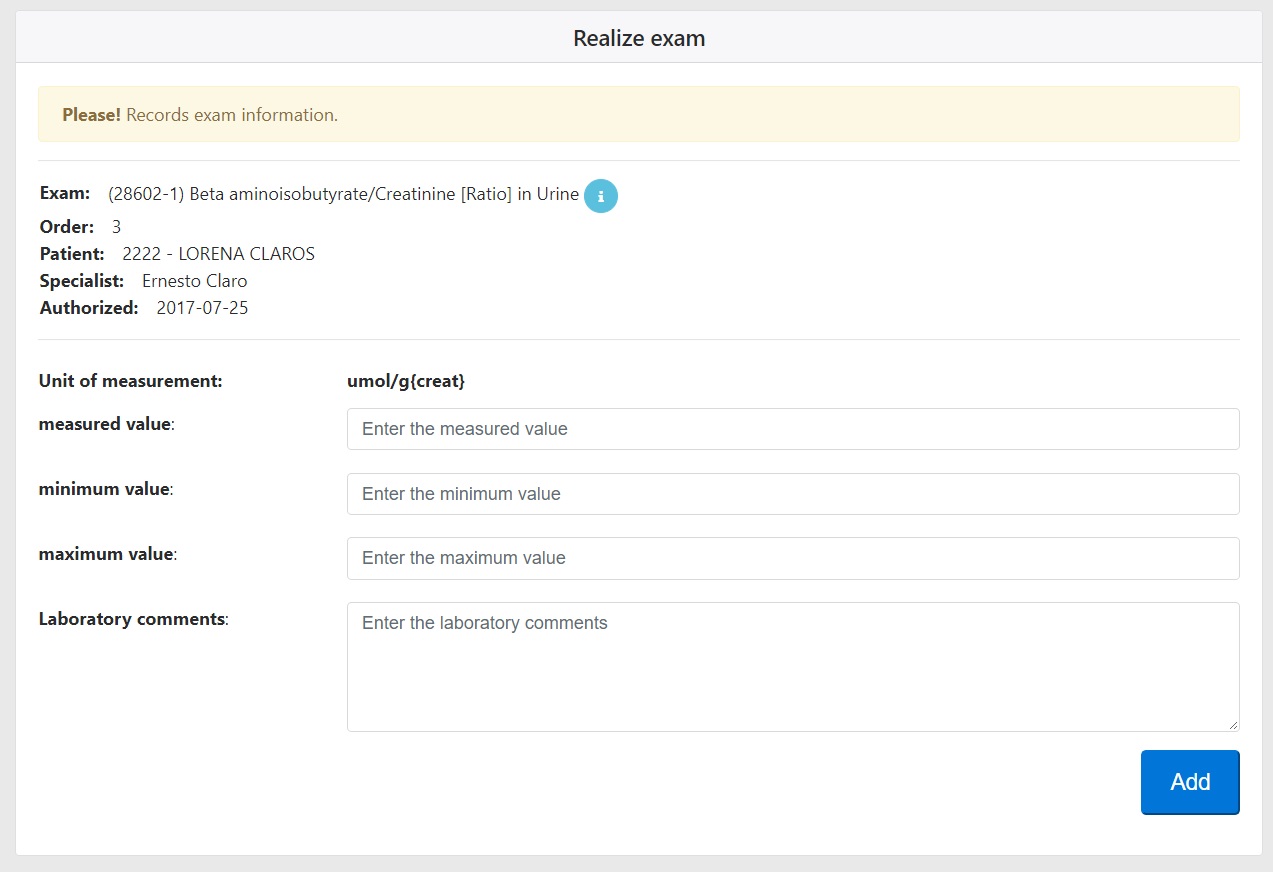 Realize exam
Please! Records exam information.
Exam: (28602-1) Beta aminoisobutyrate/Creatinine [Ratio] in Urine i
Order: 3
Patient: 2222 - LORENA CLAROS
Specialist: Ernesto Claro
Authorized: 2017-07-25
Unit of measurement: umol/g{creat}
measured value: Enter the measured value
minimum value: Enter the minimum value
maximum value: Enter the maximum value
Laboratory comments: Enter the laboratory comments
Add